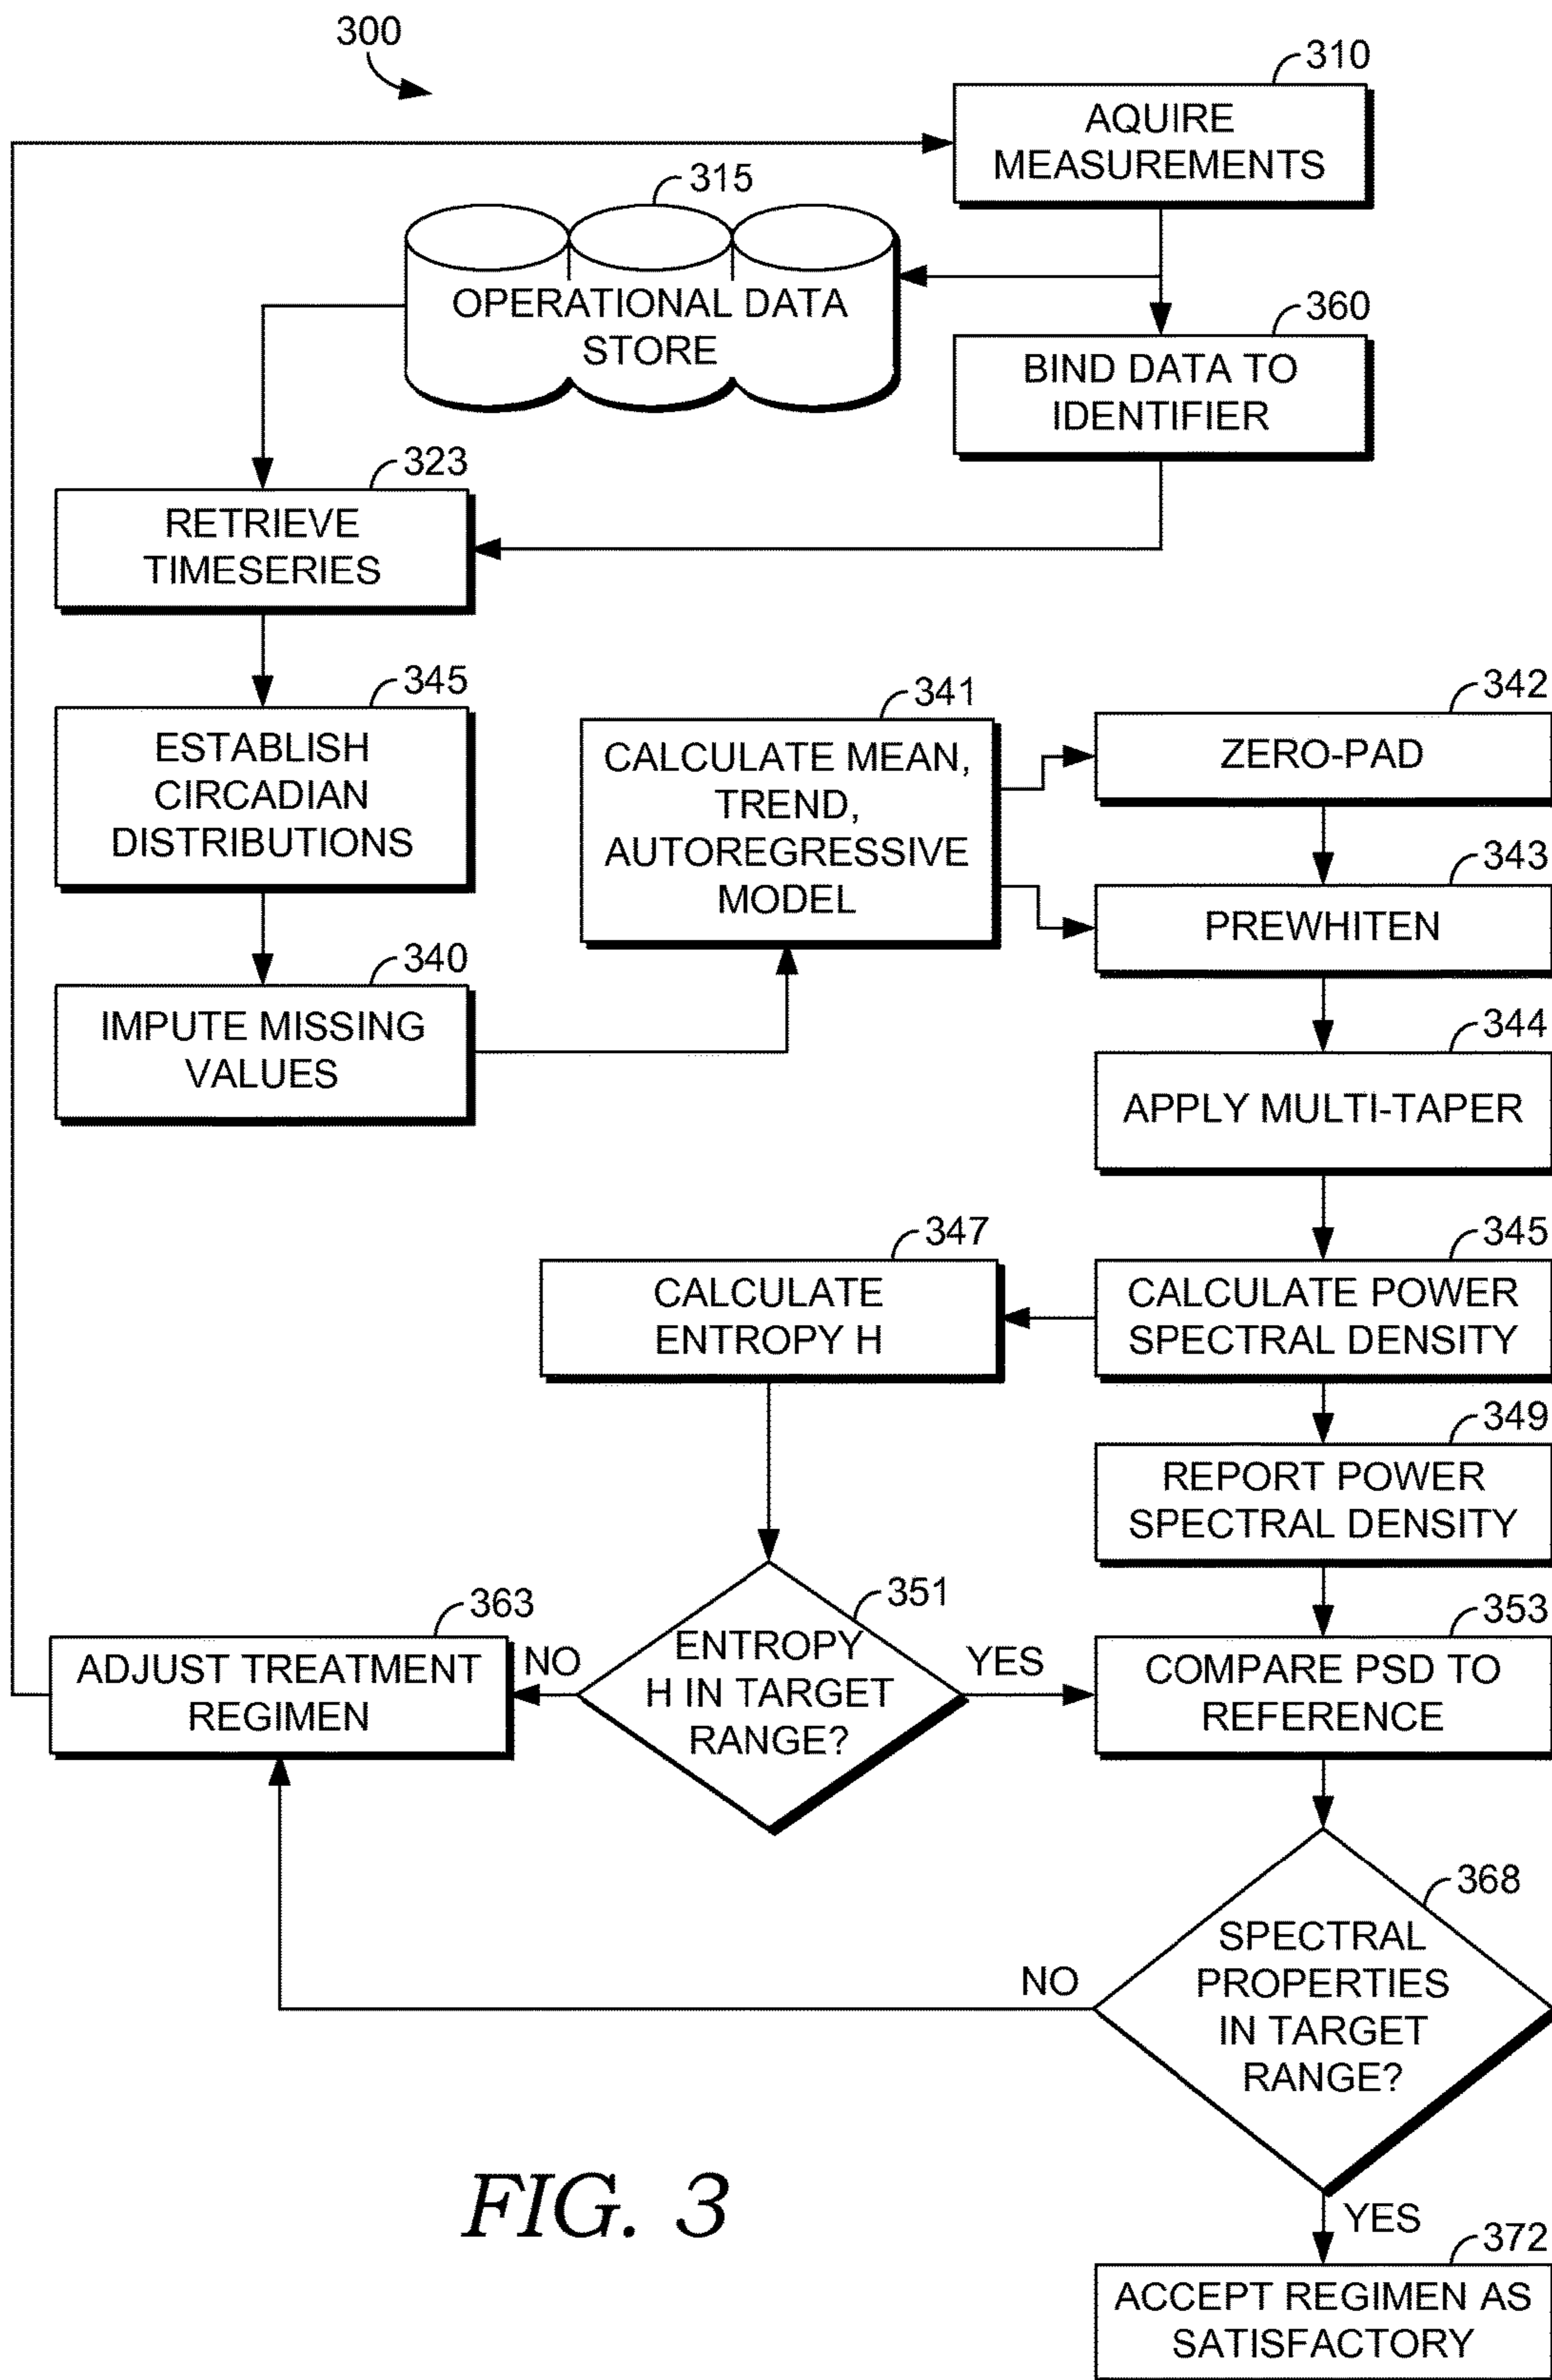 300
310
AQUIRE
MEASUREMENTS
315
OPERATIONAL DATA
STORE
360
BIND DATA TO
IDENTIFIER
323
RETRIEVE
TIMESERIES
345
ESTABLISH
CIRCADIAN
DISTRIBUTIONS
340
IMPUTE MISSING
VALUES
341
CALCULATE MEAN,
TREND,
AUTOREGRESSIVE
MODEL
342
ZERO-PAD
343
PREWHITEN
344
APPLY MULTI-TAPER
345
CALCULATE POWER
SPECTRAL DENSITY
347
CALCULATE
ENTROPY H
349
REPORT POWER
SPECTRAL DENSITY
351
ENTROPY
H IN TARGET
RANGE?
NO
YES
363
ADJUST TREATMENT
REGIMEN
353
COMPARE PSD TO
REFERENCE
368
SPECTRAL
PROPERTIES
IN TARGET
RANGE?
NO
YES
372
ACCEPT REGIMEN AS
SATISFACTORY
FIG. 3